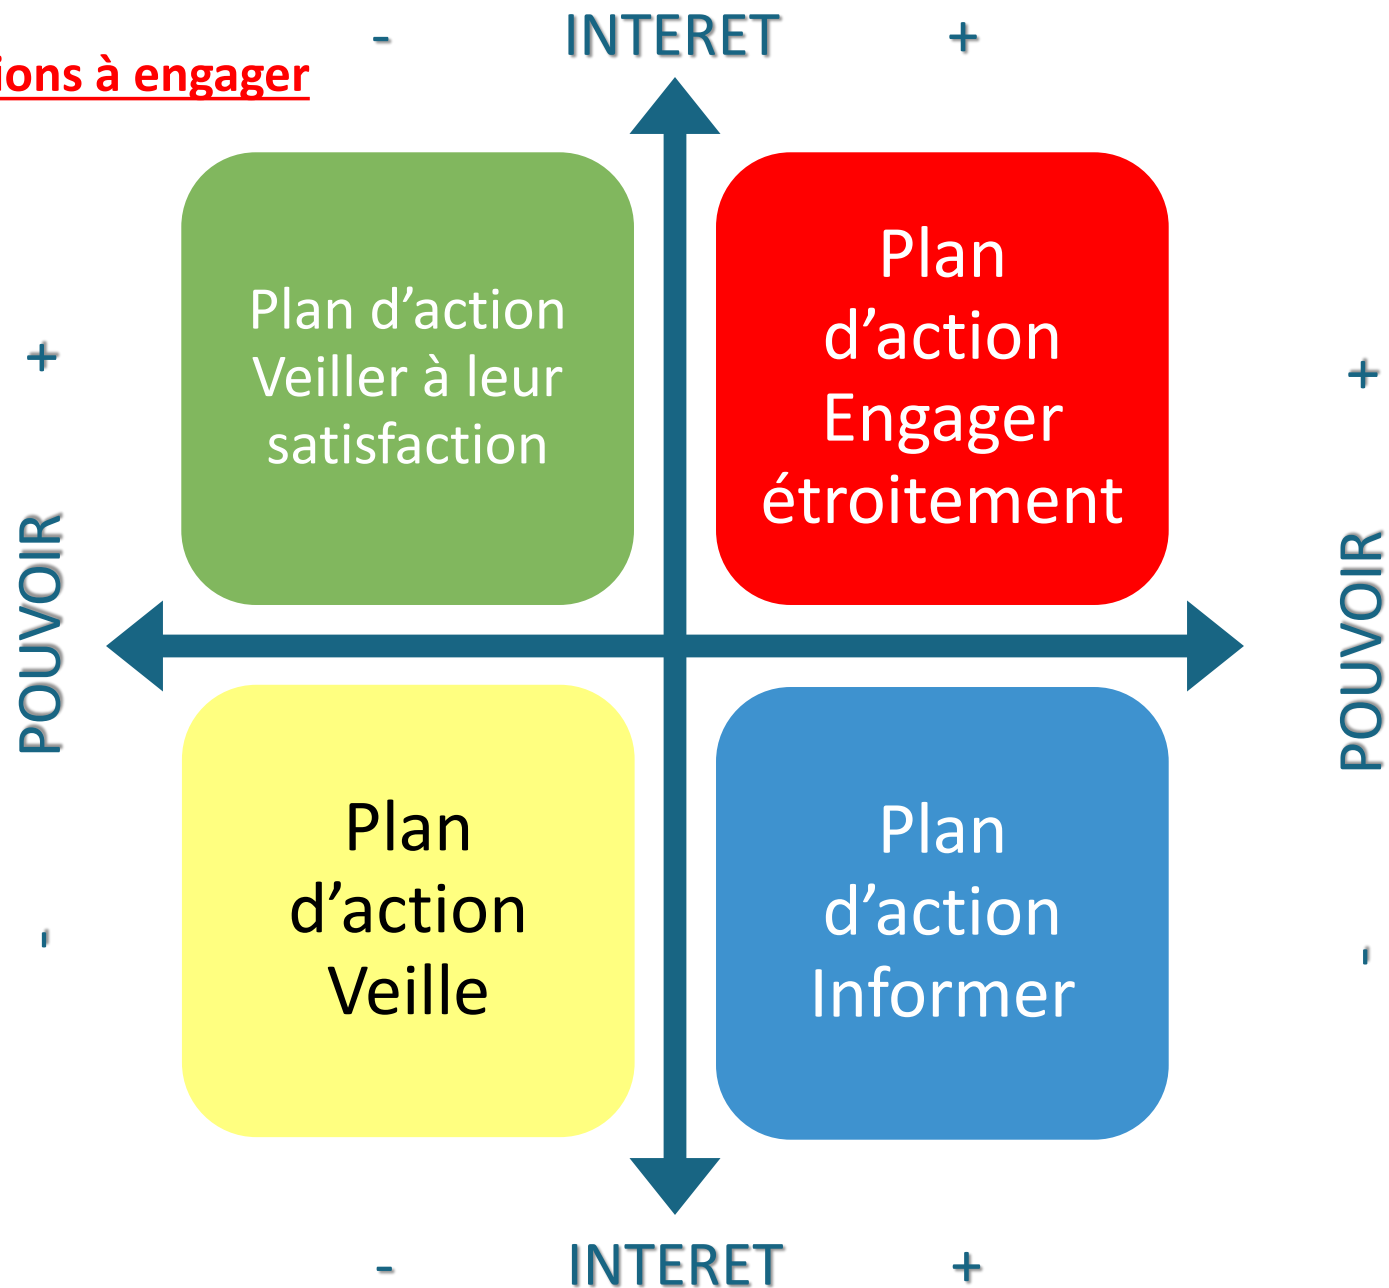 - INTERET +
ions à engager
Plan d’action
Veiller à leur
satisfaction
Plan
d’action
Engager
étroitement
+
POUVOIR
-
+
POUVOIR
-
Plan
d’action
Veille
Plan
d’action
Informer
- INTERET +